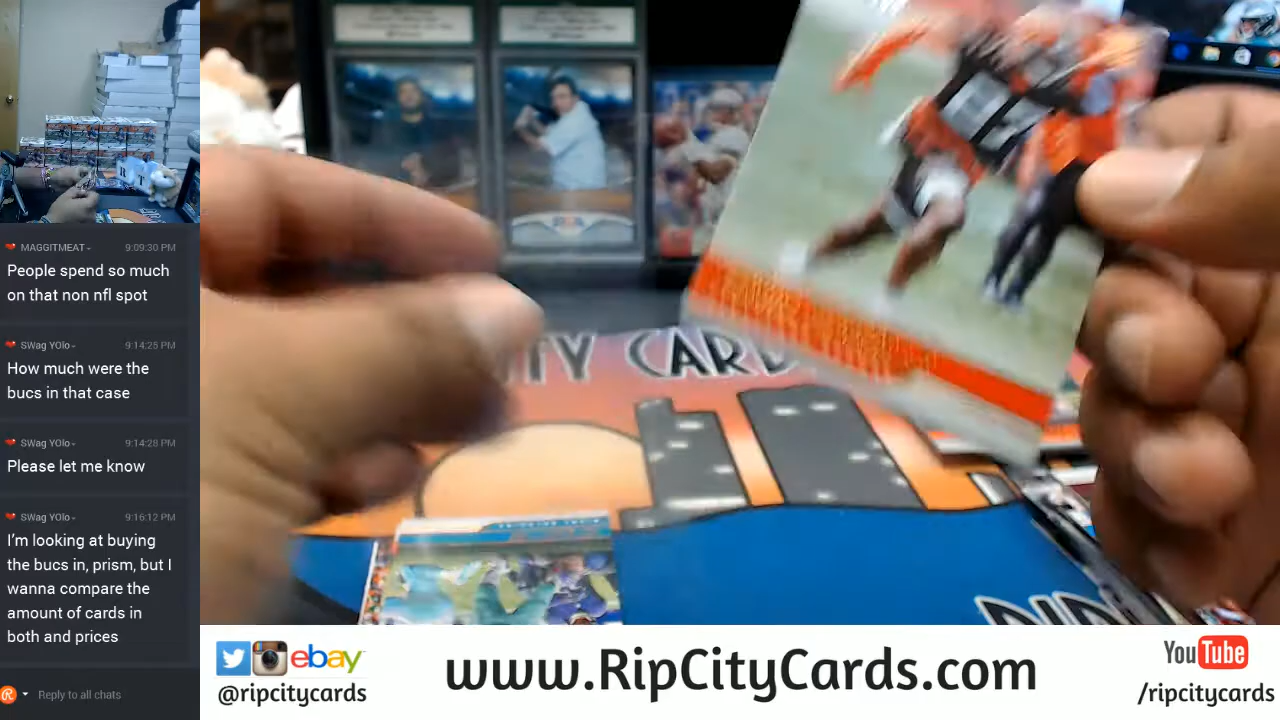 MAGGITMEAT 9:09:30 PM
People spend so much
on that non nfl spot
SWag YOlo 9:14:25 PM
How much were the
bucs in that case
SWag YOlo 9:14:28 PM
Please let me know
SWag YOlo 9:16:12 PM
I'm looking at buying
the bucs in, prism, but I
wanna compare the
amount of cards in
both and prices
Reply to all chats
ITY CARD
ebay
@ripcitycards
www.RipCityCards.com
YouTube
/ripcitycards